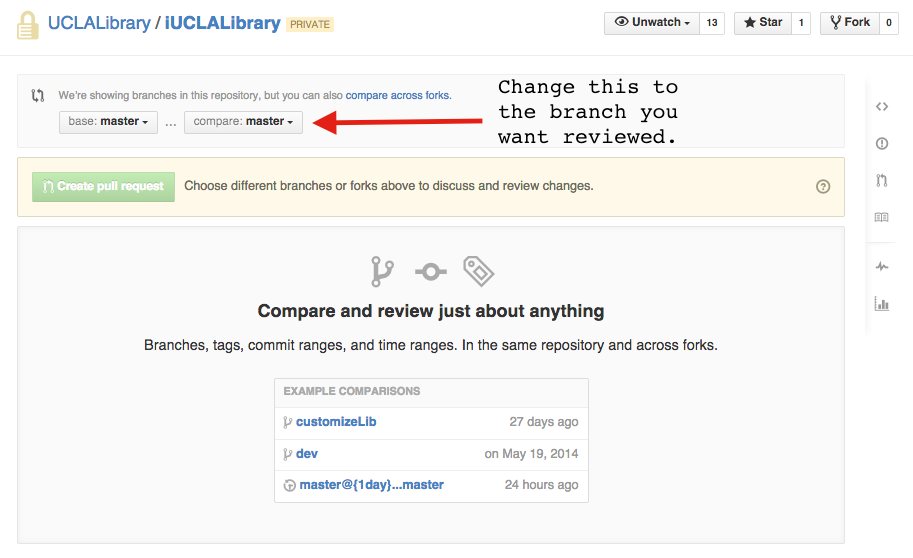 UCLALibrary / iUCLALibrary PRIVATE
Unwatch 13 Star 1 Fork 0
We're showing branches in this repository, but you can also compare across forks.
base: master ... compare: master
Change this to
the branch you
want reviewed.
Create pull request Choose different branches or forks above to discuss and review changes.
Compare and review just about anything
Branches, tags, commit ranges, and time ranges. In the same repository and across forks.
EXAMPLE COMPARISONS
customizeLib 27 days ago
dev on May 19, 2014
master@{1day}...master 24 hours ago